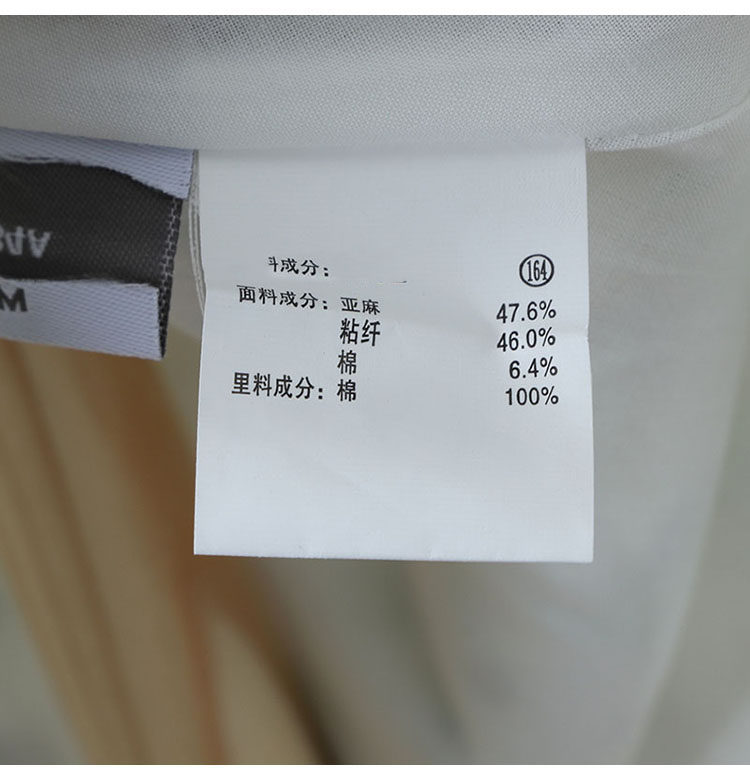 料成分：
164
面料成分：亚麻 47.6%
粘纤 46.0%
棉 6.4%
里料成分：棉 100%
M